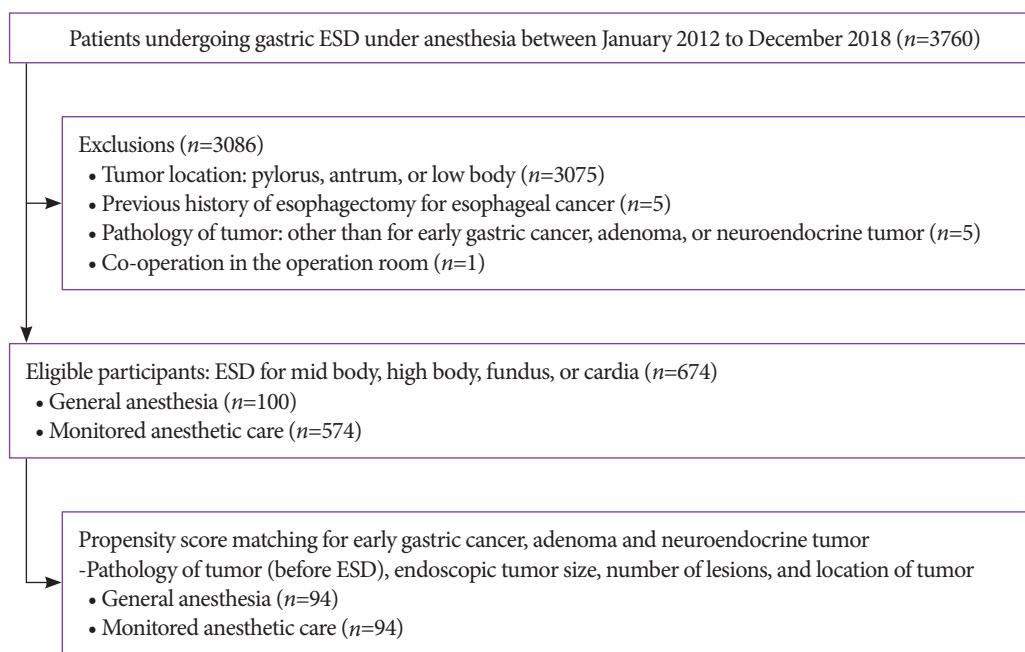 Patients undergoing gastric ESD under anesthesia between January 2012 to December 2018 (n=3760)
Exclusions (n=3086)
• Tumor location: pylorus, antrum, or low body (n=3075)
• Previous history of esophagectomy for esophageal cancer (n=5)
• Pathology of tumor: other than for early gastric cancer, adenoma, or neuroendocrine tumor (n=5)
• Co-operation in the operation room (n=1)
Eligible participants: ESD for mid body, high body, fundus, or cardia (n=674)
• General anesthesia (n=100)
• Monitored anesthetic care (n=574)
Propensity score matching for early gastric cancer, adenoma and neuroendocrine tumor
-Pathology of tumor (before ESD), endoscopic tumor size, number of lesions, and location of tumor
• General anesthesia (n=94)
• Monitored anesthetic care (n=94)